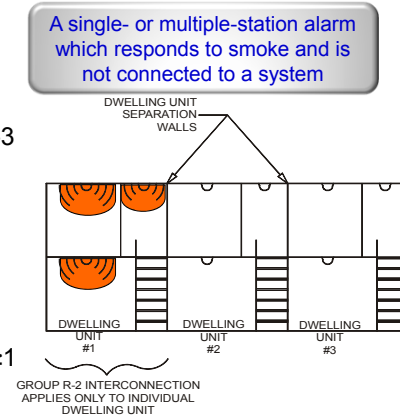 A single- or multiple-station alarm
which responds to smoke and is
not connected to a system
DWELLING UNIT
SEPARATION
WALLS
3
DWELLING
UNIT
#1
DWELLING
UNIT
#2
DWELLING
UNIT
#3
1
GROUP R-2 INTERCONNECTION
APPLIES ONLY TO INDIVIDUAL
DWELLING UNIT